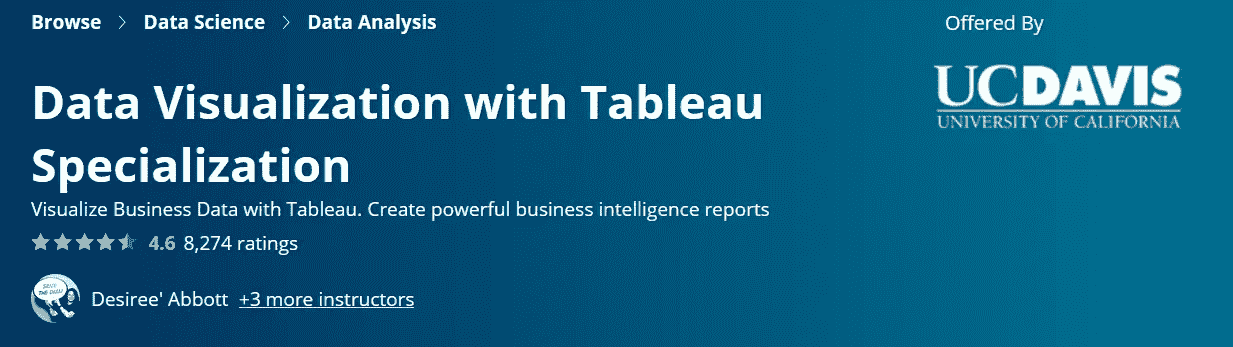 Browse > Data Science > Data Analysis
Offered By
UCDAVIS
UNIVERSITY OF CALIFORNIA
Data Visualization with Tableau
Specialization
Visualize Business Data with Tableau. Create powerful business intelligence reports
4.6 8,274 ratings
Desiree' Abbott +3 more instructors